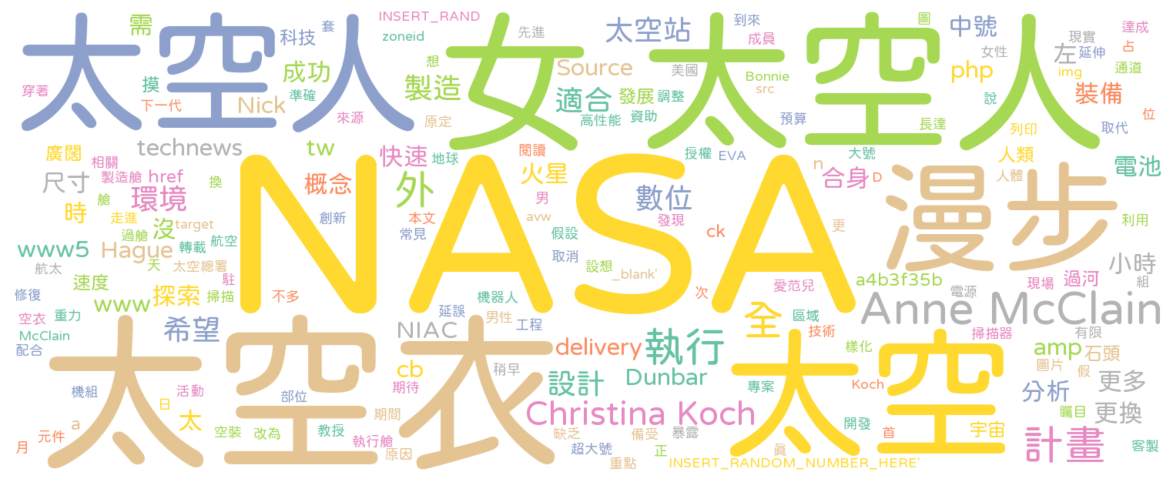 INSERT_RAND
套
到來
圖
太空人
需
科技
zoneid
先進
太空站
成員
中號
現實
達成
女太空人
女性
左
延伸
占
穿著
摸
成功
想
製造
Source
美國
Bonnie
src
php
img
通道
下一代
Nick
準確
適合
發展
調整
說
裝備
來源
原定
高性能
資助
預算
長達
列印
取代
位
廣闊
technews
tw
快速
地球
閱讀
授權
EVA
大號
n
人類
電池
相關
製造艙
href
尺寸
環境
換
概念
外
男
火星
數位
合身
D
人體
漫步
艙
時
走進
target
創新
本文
avw
發現
更
利用
沒
NASA
常見
假設
ck
www5
Hague
過艙
轉載
航空
取消
小時
航太
天
太空總署
駐
設想
_blank'
a4b3f35b
現場
過河
組
速度
修復
www
探索
掃描
不多
機器人
次
愛范兒
電源
Anne McClain
空衣
重力
希望
延誤
男性
工程
全
區域
技術
掃描器
有限
McClain
配合
太空衣
NIAC
delivery
執行
樣化
amp
石頭
稍早
cb
期待
設計
Dunbar
太空
圖片
假
機組
活動
部位
專案
Koch
分析
更多
a
日
太
期間
Christina Koch
開發
矚目
更換
月
元件
空裝
改為
教授
執行艙
原因
缺乏
備受
暴露
首
宇宙
計畫
客製
超大號
正
重點
真
INSERT_RANDOM_NUMBER_HERE'